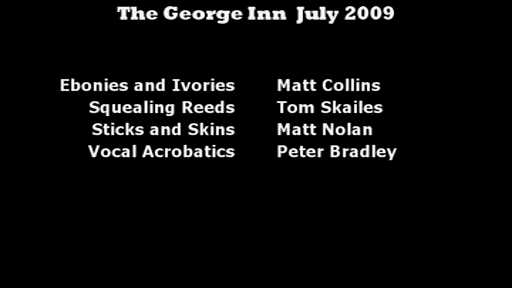 The George Inn July 2009
Ebonies and Ivories Matt Collins
Squealing Reeds Tom Skailes
Sticks and Skins Matt Nolan
Vocal Acrobatics Peter Bradley